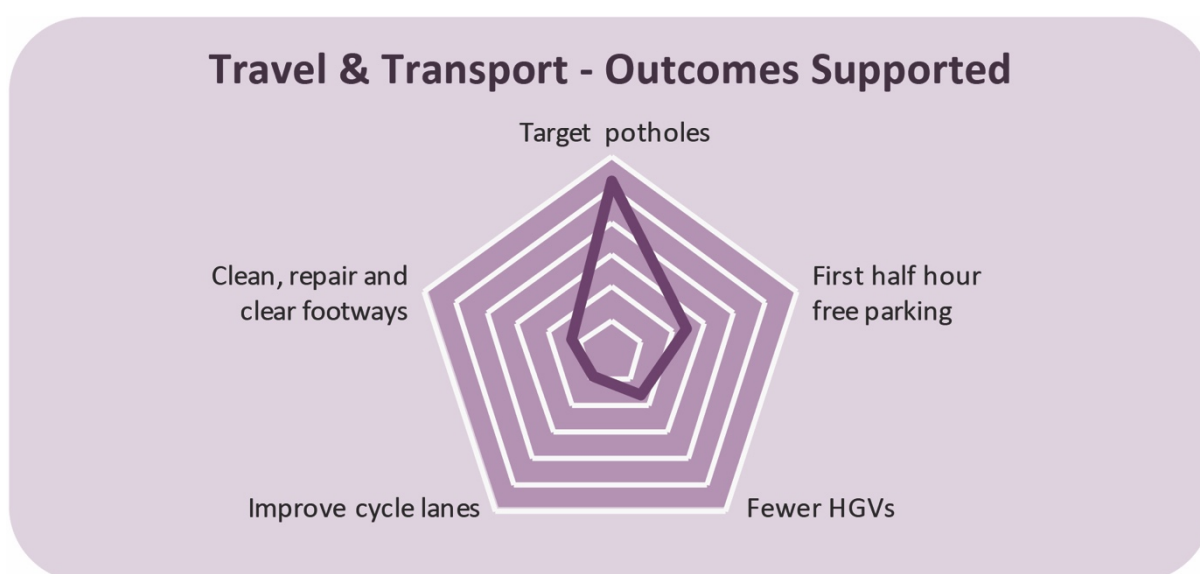 Travel & Transport - Outcomes Supported
Target potholes
Clean, repair and
clear footways
First half hour
free parking
Improve cycle lanes
Fewer HGVs